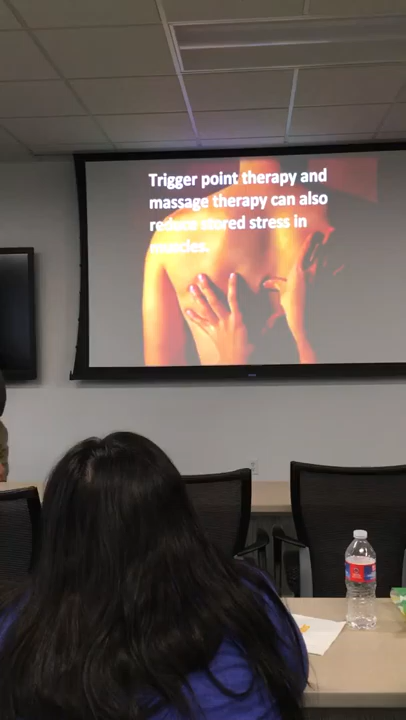 Trigger point therapy and
massage therapy can also
reduce stored stress in
muscles.